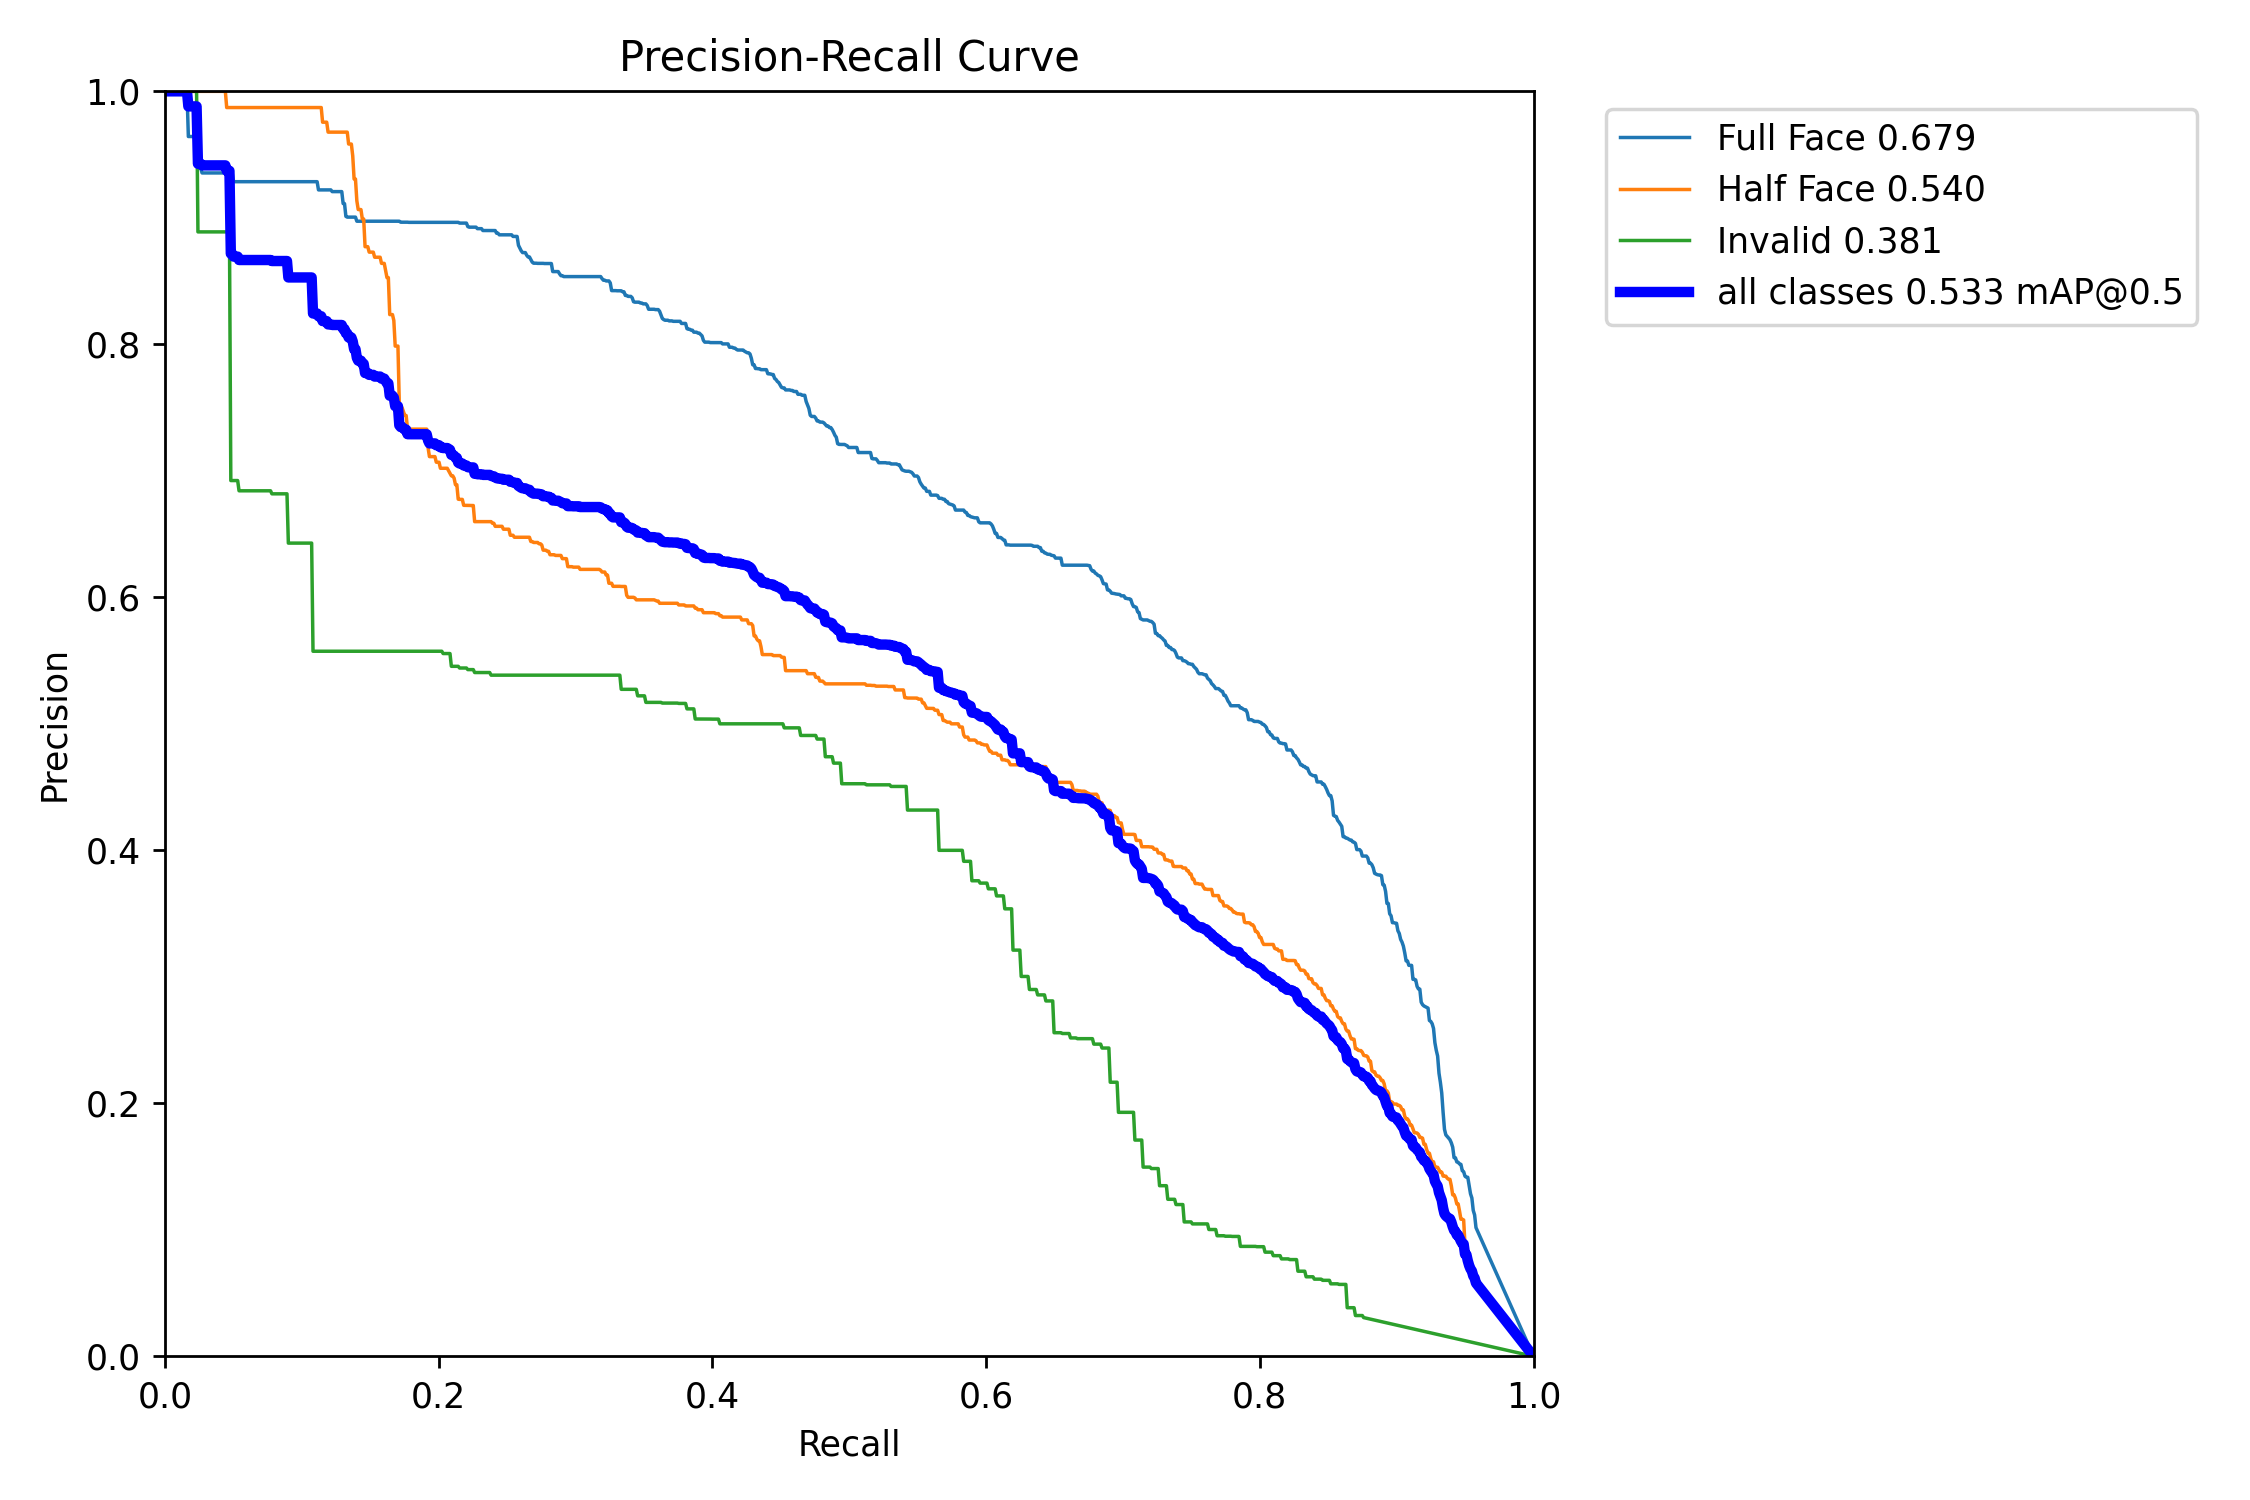 Precision-Recall Curve
1.0
0.8
0.6
0.4
0.2
0.0
Precision
0.0 0.2 0.4 0.6 0.8 1.0
Recall
Full Face 0.679
Half Face 0.540
Invalid 0.381
all classes 0.533 mAP@0.5